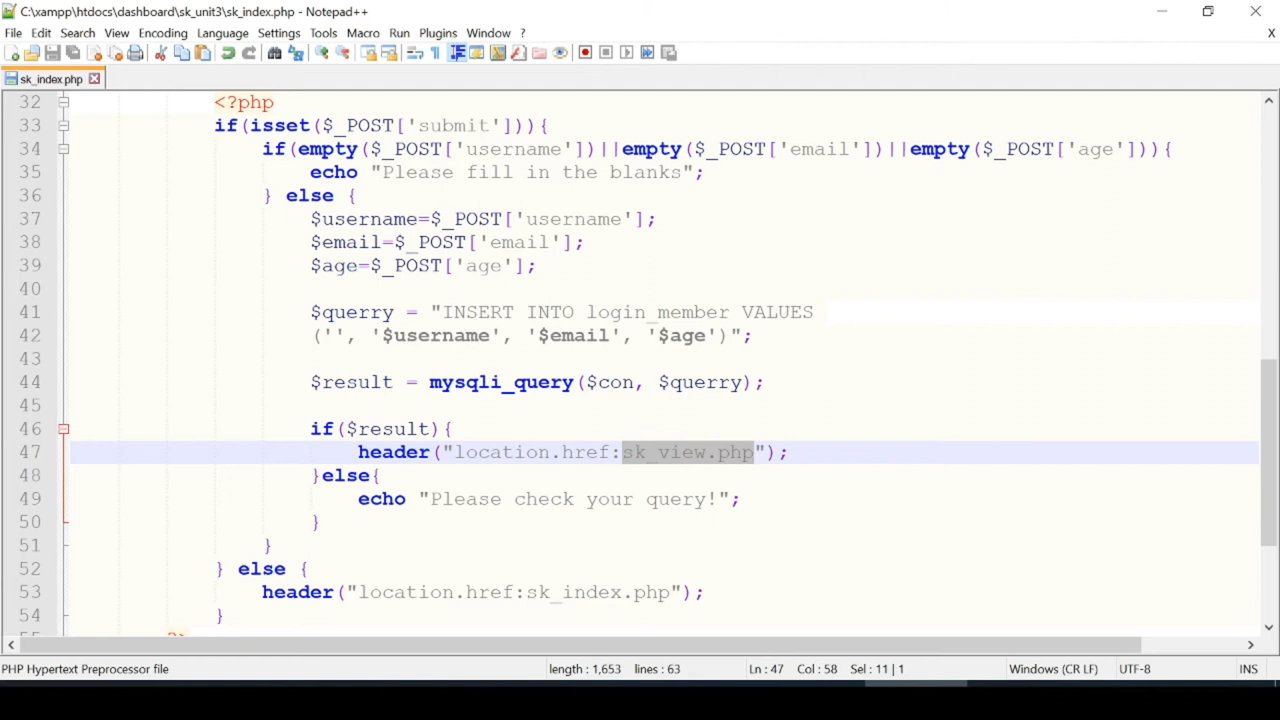 C:\xampp\htdocs\dashboard\sk_unit3\sk_index.php - Notepad++
File Edit Search View Encoding Language Settings Tools Macro Run Plugins Window ? X
sk_index.php
32 <?php
33 if(isset($_POST['submit'])){
34 if(empty($_POST['username'])||empty($_POST['email'])||empty($_POST['age'])){
35 echo "Please fill in the blanks";
36 } else {
37 $username=$_POST['username'];
38 $email=$_POST['email'];
39 $age=$_POST['age'];
40
41 $querry = "INSERT INTO login_member VALUES
42 ('', '$username', '$email', '$age')";
43
44 $result = mysqli_query($con, $querry);
45
46 if($result){
47 header("location.href:sk_view.php");
48 }else{
49 echo "Please check your query!";
50 }
51 }
52 } else {
53 header("location.href:sk_index.php");
54 }
55 ?>
PHP Hypertext Preprocessor file length : 1,653 lines : 63 Ln : 47 Col : 58 Sel : 11 | 1 Windows (CR LF) UTF-8 INS